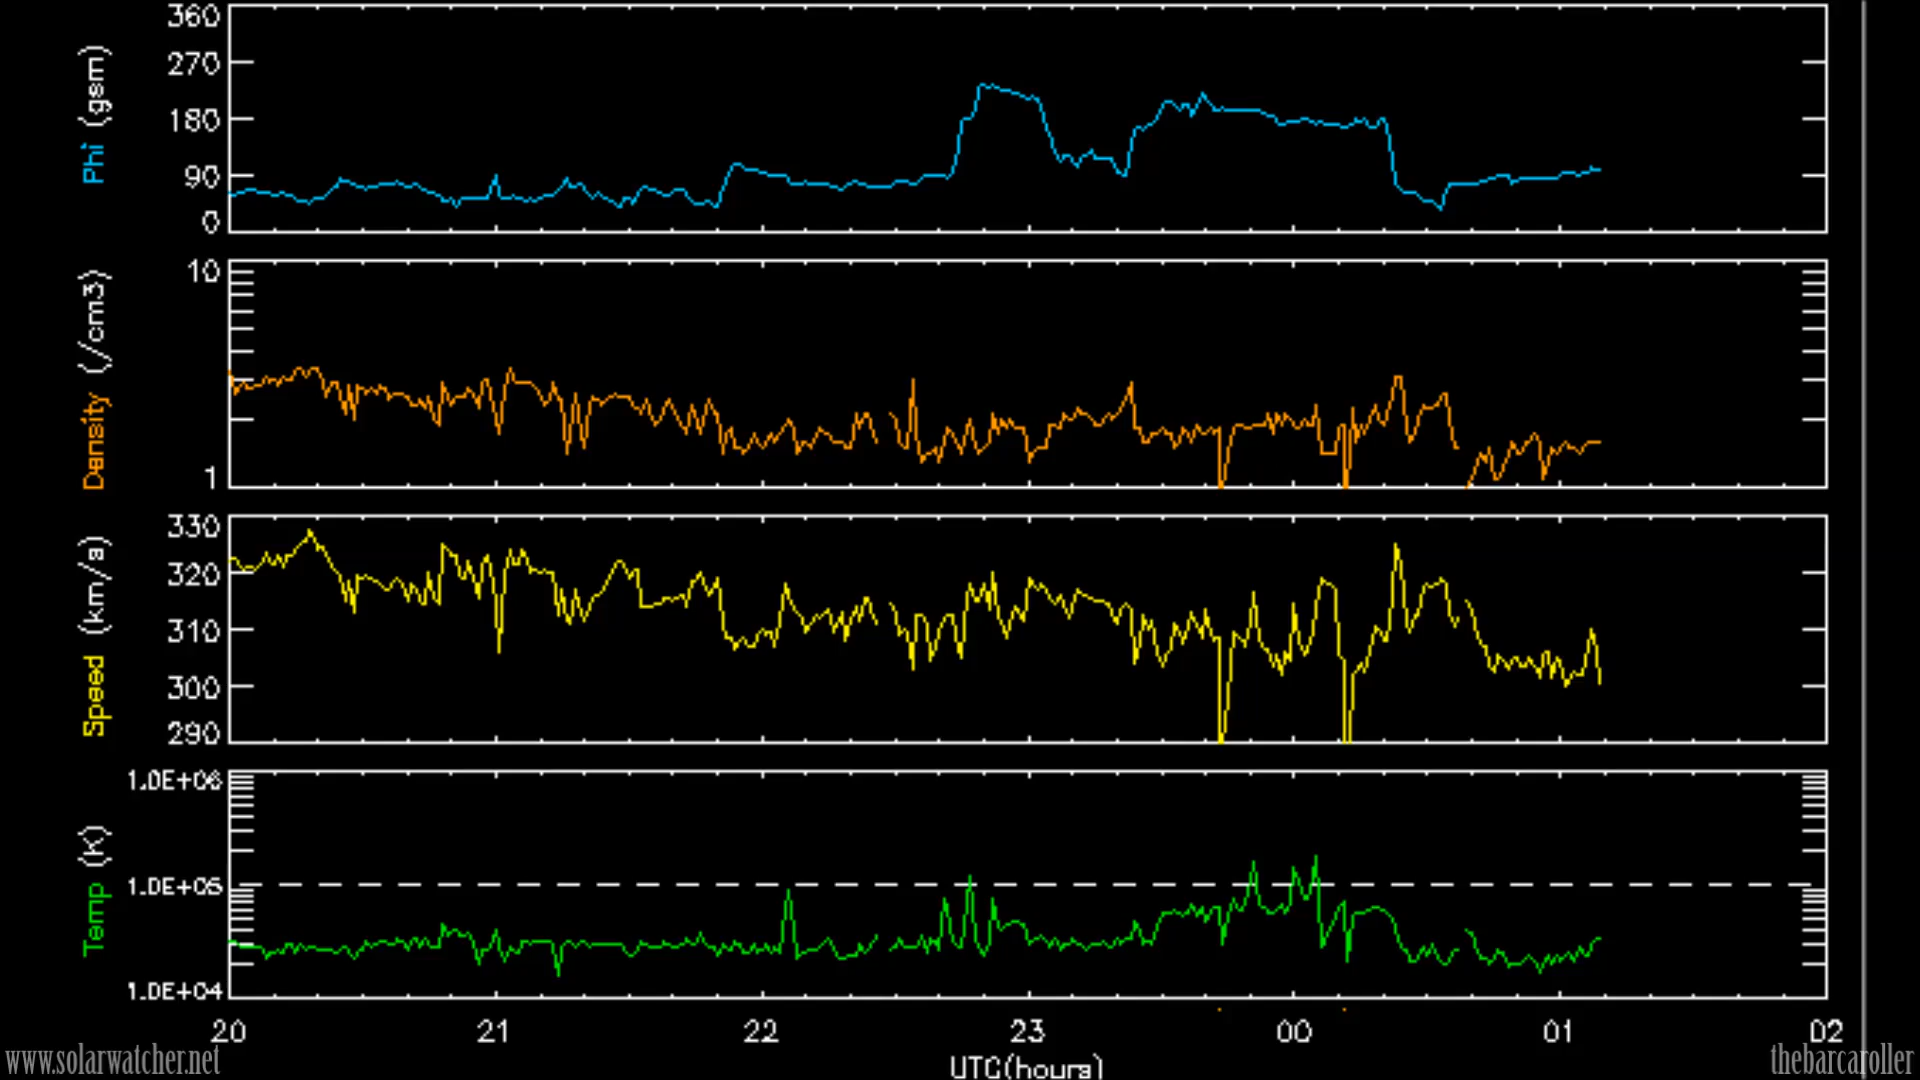 Phi (gsm)
360
270
180
90
0
Density (/cm3)
10
1
Speed (km/s)
330
320
310
300
290
Temp (K)
1.0E+06
1.0E+05
1.0E+04
20 21 22 23 00 01 02
UTC(hours)
www.solarwatcher.net
thebarcaroller